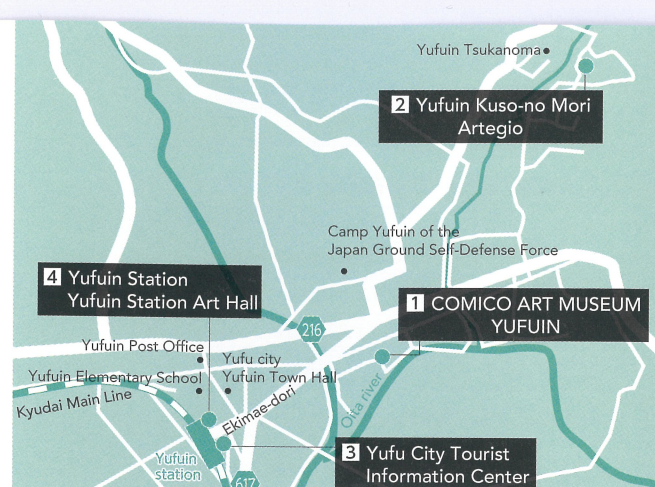 Yufuin Tsukanoma
2 Yufuin Kuso-no Mori
Artegio
Camp Yufuin of the
Japan Ground Self-Defense Force
4 Yufuin Station
Yufuin Station Art Hall
1 COMICO ART MUSEUM
YUFUIN
216
Yufuin Post Office
Yufu city
Yufuin Town Hall
Yufuin Elementary School
Kyudai Main Line
Ekimae-dori
Oita river
3 Yufu City Tourist
Information Center
Yufuin
station
617